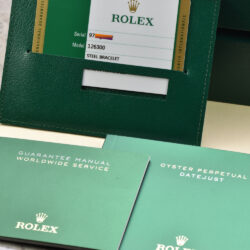 ROLEX
Serial 97
Model 126300
STEEL BRACELET
GUARANTEE MANUAL
WORLDWIDE SERVICE
ROLEX
OYSTER PERPETUAL
DATEJUST
ROLEX